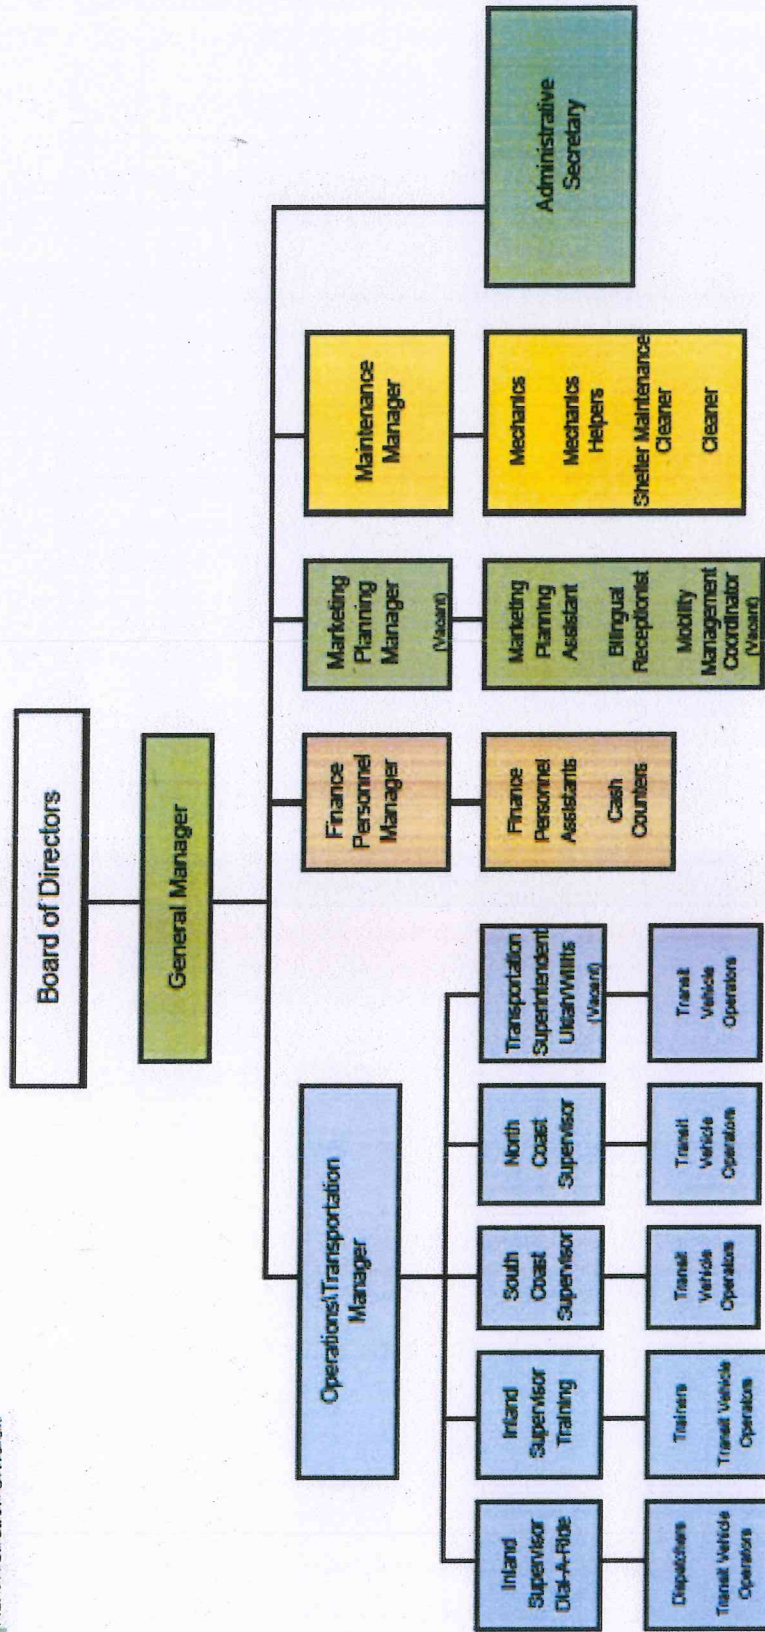 Board of Directors
General Manager
Operations\Transportation
Manager
Finance
Personnel
Manager
Marketing
Planning
Manager
(Vacant)
Maintenance
Manager
Administrative
Secretary
Inland
Supervisor
Dial-A-Ride
Inland
Supervisor
Training
South
Coast
Supervisor
North
Coast
Supervisor
Transportation
Superintendent
Ukiah/Willits
(Vacant)
Finance
Personnel
Assistants
Cash
Counters
Marketing
Planning
Assistant
Bilingual
Receptionist
Mobility
Management
Coordinator
(Vacant)
Mechanics
Mechanics
Helpers
Shelter Maintenance
Cleaner
Cleaner
Dispatchers
Transit Vehicle
Operators
Trainers
Transit Vehicle
Operators
Transit
Vehicle
Operators
Transit
Vehicle
Operators
Transit
Vehicle
Operators